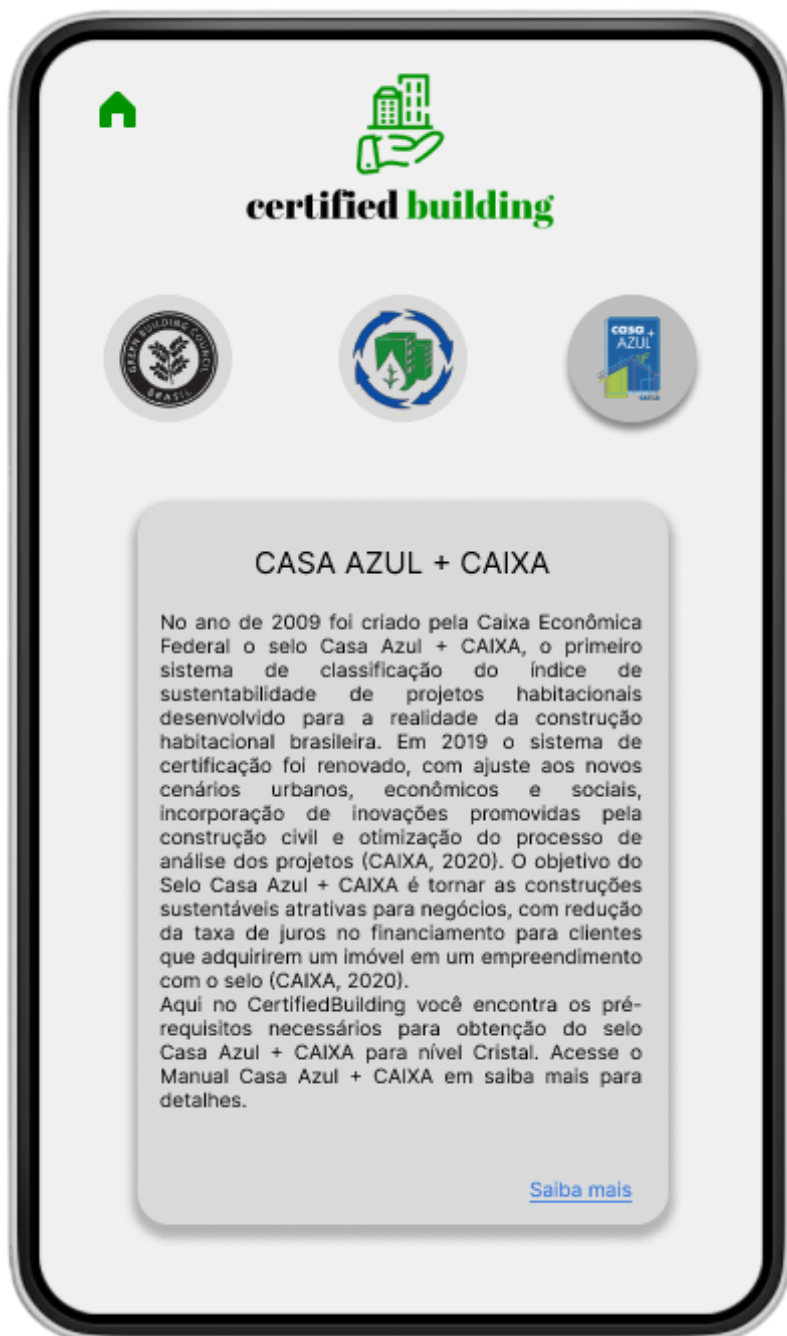 certified building
GREEN BUILDING COUNCIL
BRASIL
casa +
AZUL
CAIXA
CASA AZUL + CAIXA
No ano de 2009 foi criado pela Caixa Econômica
Federal o selo Casa Azul + CAIXA, o primeiro
sistema de classificação do índice de
sustentabilidade de projetos habitacionais
desenvolvido para a realidade da construção
habitacional brasileira. Em 2019 o sistema de
certificação foi renovado, com ajuste aos novos
cenários urbanos, econômicos e sociais,
incorporação de inovações promovidas pela
construção civil e otimização do processo de
análise dos projetos (CAIXA, 2020). O objetivo do
Selo Casa Azul + CAIXA é tornar as construções
sustentáveis atrativas para negócios, com redução
da taxa de juros no financiamento para clientes
que adquirirem um imóvel em um empreendimento
com o selo (CAIXA, 2020).
Aqui no CertifiedBuilding você encontra os pré-
requisitos necessários para obtenção do selo
Casa Azul + CAIXA para nível Cristal. Acesse o
Manual Casa Azul + CAIXA em saiba mais para
detalhes.
Saiba mais